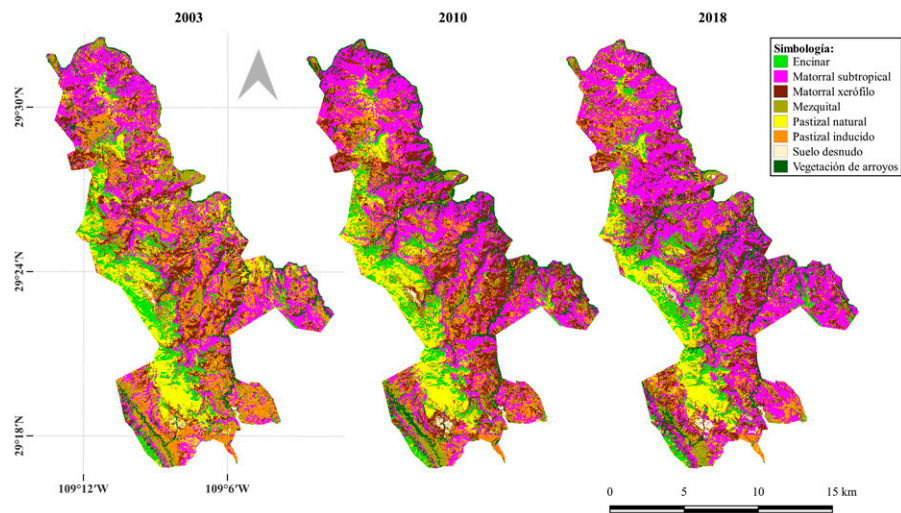 2003
2010
2018
Simbología:
Encinar
Matorral subtropical
Matorral xerófilo
Mezquital
Pastizal natural
Pastizal inducido
Suelo desnudo
Vegetación de arroyos
29°30'N
29°24'N
29°18'N
109°12'W
109°6'W
0 5 10 15 km